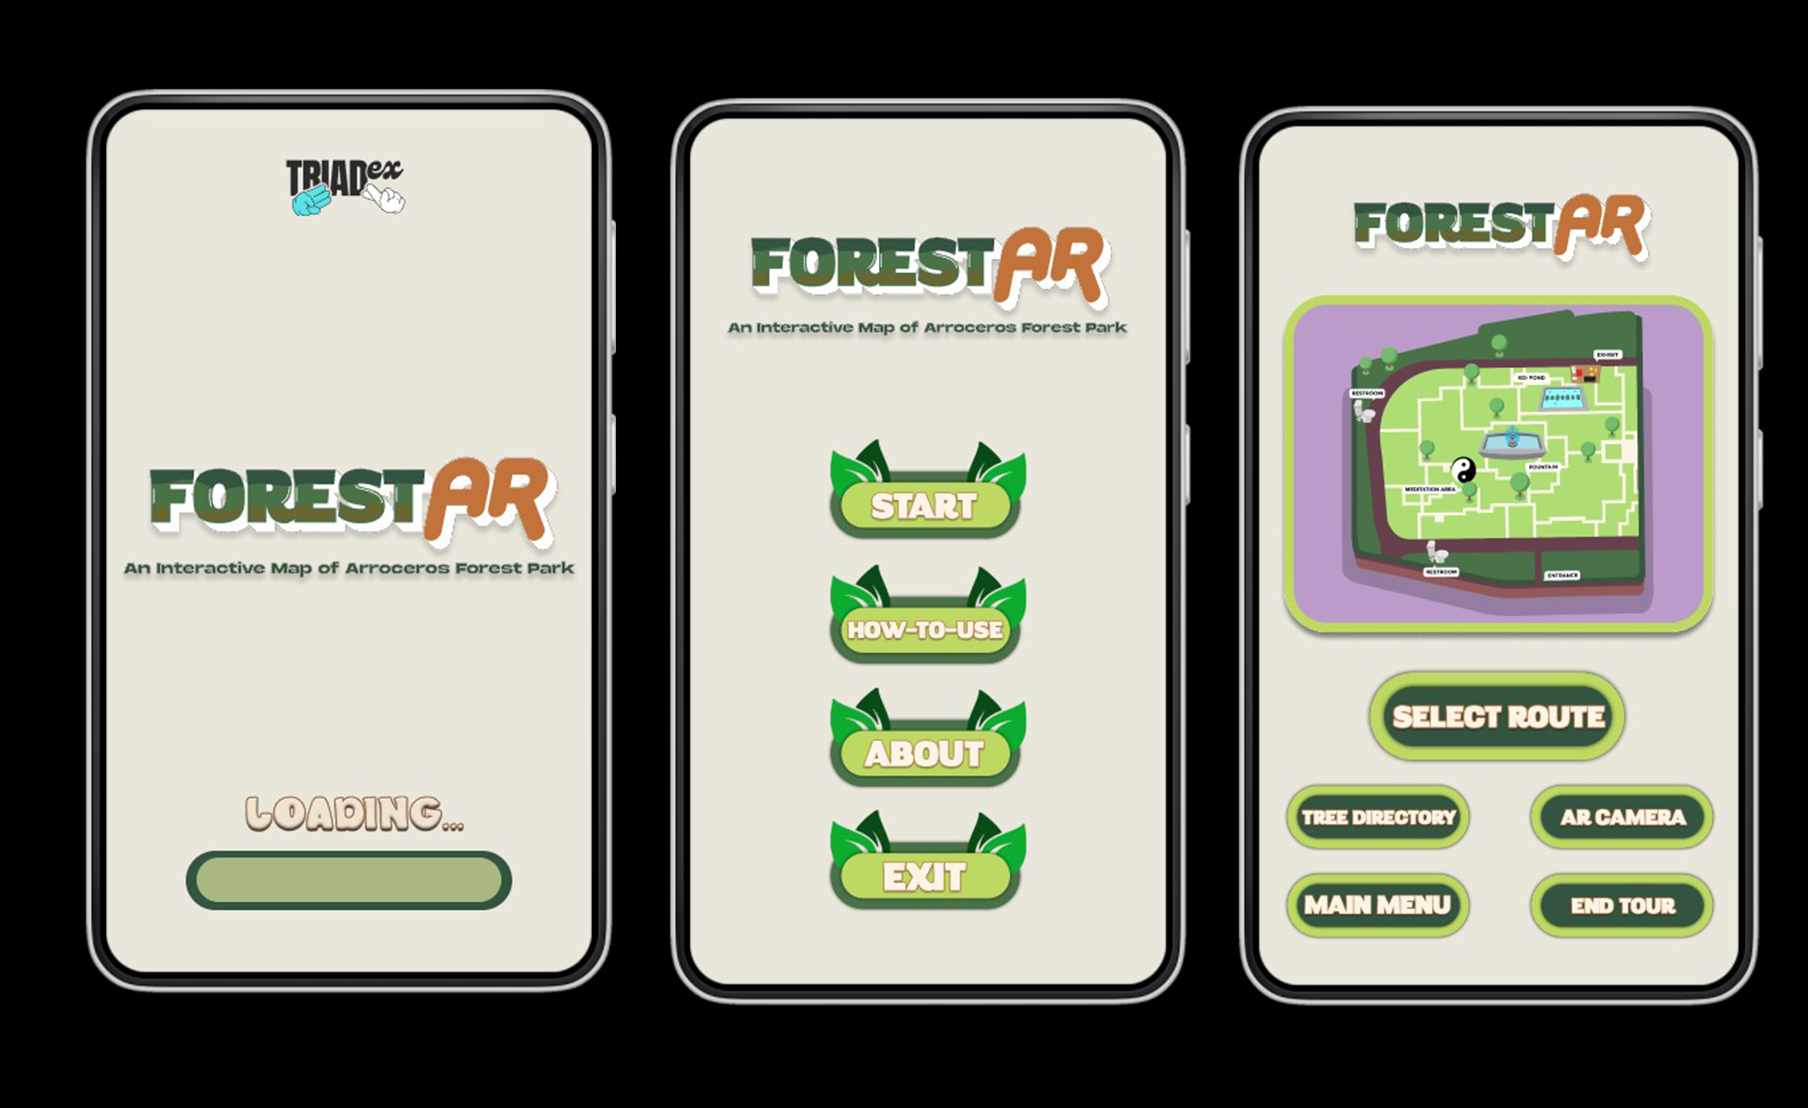 TRIADex
FORESTAR
An Interactive Map of Arroceros Forest Park
LOADING...
FORESTAR
An Interactive Map of Arroceros Forest Park
START
HOW-TO-USE
ABOUT
EXIT
FORESTAR
EXHIBIT
KOI POND
RESTROOM
FOUNTAIN
MEDITATION AREA
RESTROOM
ENTRANCE
SELECT ROUTE
TREE DIRECTORY
AR CAMERA
MAIN MENU
END TOUR